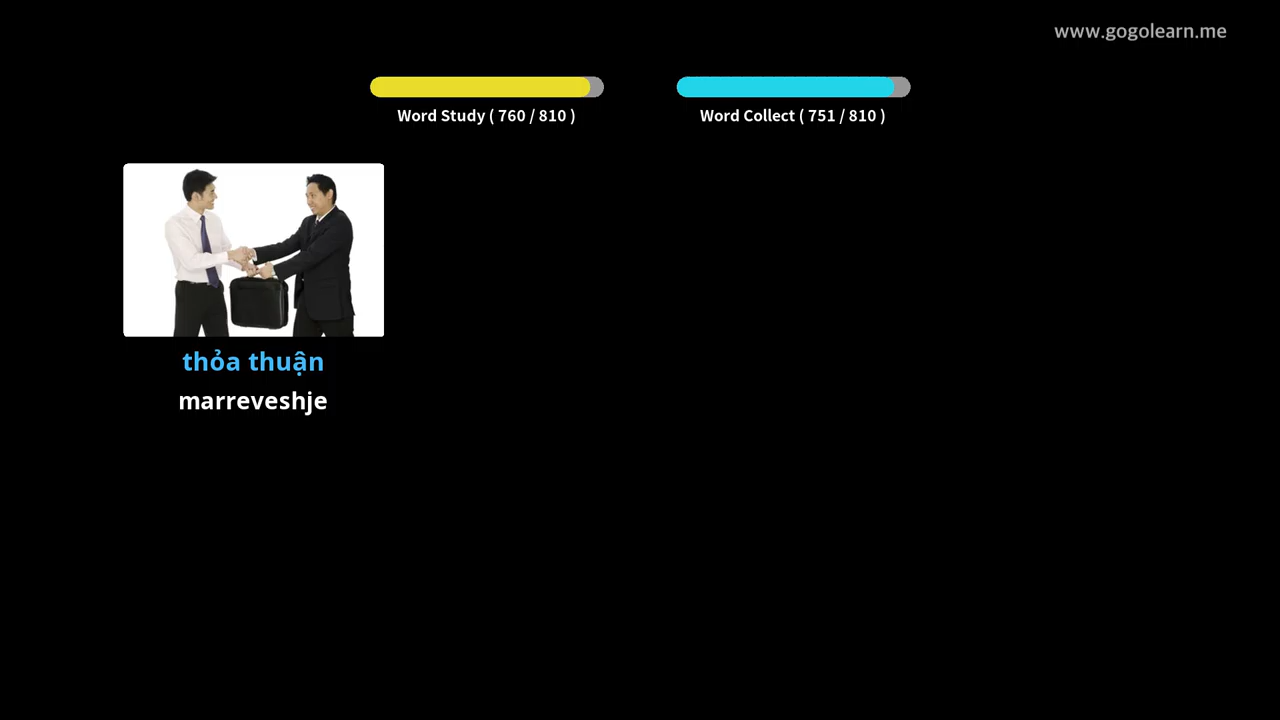 www.gogolearn.me
Word Study ( 760 / 810 )
Word Collect ( 751 / 810 )
thỏa thuận
marreveshje